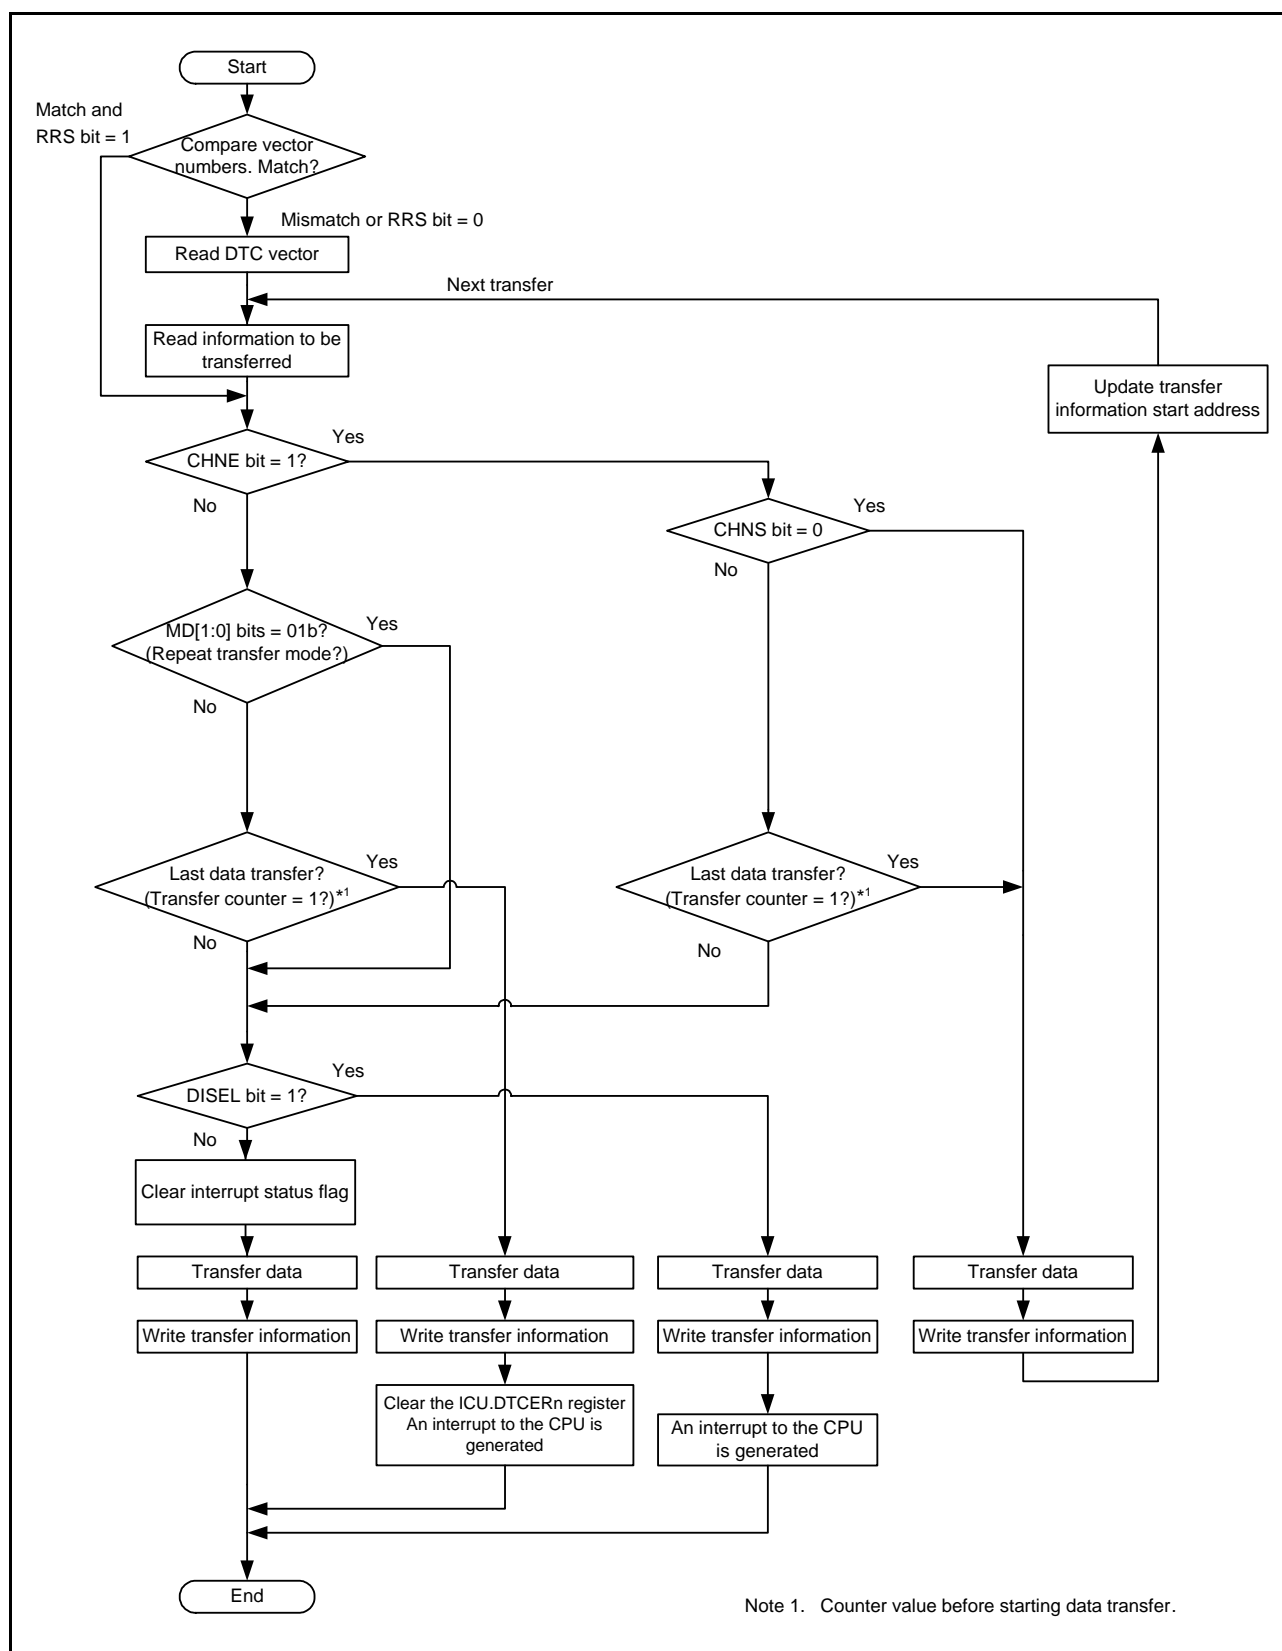 Start
Match and
RRS bit = 1
Compare vector
numbers. Match?
Mismatch or RRS bit = 0
Read DTC vector
Next transfer
Read information to be
transferred
Update transfer
information start address
Yes
CHNE bit = 1?
No
Yes
CHNS bit = 0
No
MD[1:0] bits = 01b?
(Repeat transfer mode?)
Yes
No
Last data transfer?
(Transfer counter = 1?)*1
Yes
No
Last data transfer?
(Transfer counter = 1?)*1
Yes
No
DISEL bit = 1?
Yes
No
Clear interrupt status flag
Transfer data
Transfer data
Transfer data
Transfer data
Write transfer information
Write transfer information
Write transfer information
Write transfer information
Clear the ICU.DTCERn register
An interrupt to the CPU is
generated
An interrupt to the CPU
is generated
End
Note 1. Counter value before starting data transfer.